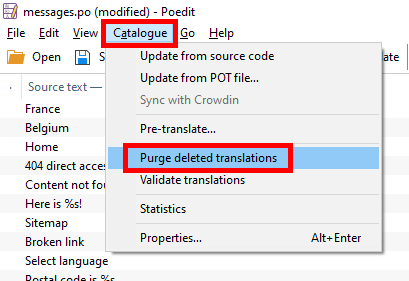 messages.po (modified) - Poedit
File Edit View Catalogue Go Help
Open
Source text —
France
Belgium
Home
404 direct acces
Content not fou
Here is %s!
Sitemap
Broken link
Select language
Postal code is %s
Update from source code
Update from POT file...
Sync with Crowdin
Pre-translate...
Purge deleted translations
Validate translations
Statistics
Properties... Alt+Enter